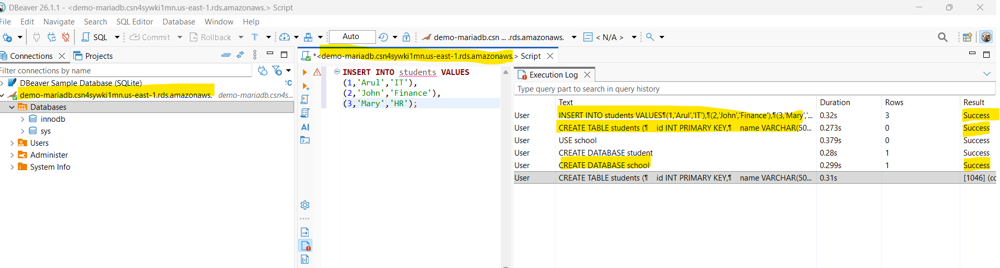 DBeaver 26.1.1 - <demo-mariadb.csn4sywki1mn.us-east-1.rds.amazonaws.> Script
File Edit Navigate Search SQL Editor Database Window Help
SQL Commit Rollback T Auto demo-mariadb.csn ... .rds.amazonaws. < N/A >
Connections Projects
*<demo-mariadb.csn4sywki1mn.us-east-1.rds.amazonaws.> Script
Filter connections by name
DBeaver Sample Database (SQLite)
demo-mariadb.csn4sywki1mn.us-east-1.rds.amazonaws. demo-mariadb.csn4s...
Databases
innodb
sys
Users
Administer
System Info
INSERT INTO students VALUES
(1,'Arul','IT'),
(2,'John','Finance'),
(3,'Mary','HR');
AI
Execution Log
Type query part to search in query history
Text Duration Rows Result
User INSERT INTO students VALUES¶(1,'Arul','IT'),¶(2,'John','Finance'),¶(3,'Mary','... 0.32s 3 Success
User CREATE TABLE students (¶ id INT PRIMARY KEY,¶ name VARCHAR(50... 0.273s 0 Success
User USE school 0.379s 0 Success
User CREATE DATABASE student 0.28s 1 Success
User CREATE DATABASE school 0.299s 1 Success
User CREATE TABLE students (¶ id INT PRIMARY KEY,¶ name VARCHAR(50... 0.31s [1046] (cc